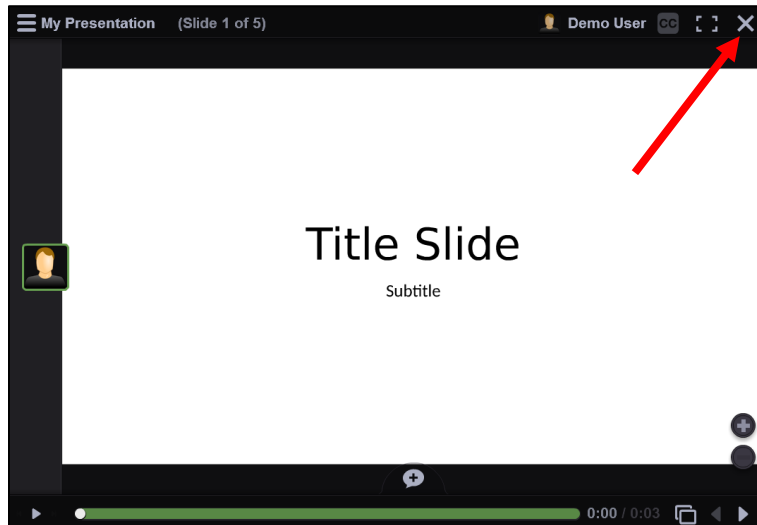 My Presentation (Slide 1 of 5) Demo User CC
Title Slide
Subtitle
0:00 / 0:03